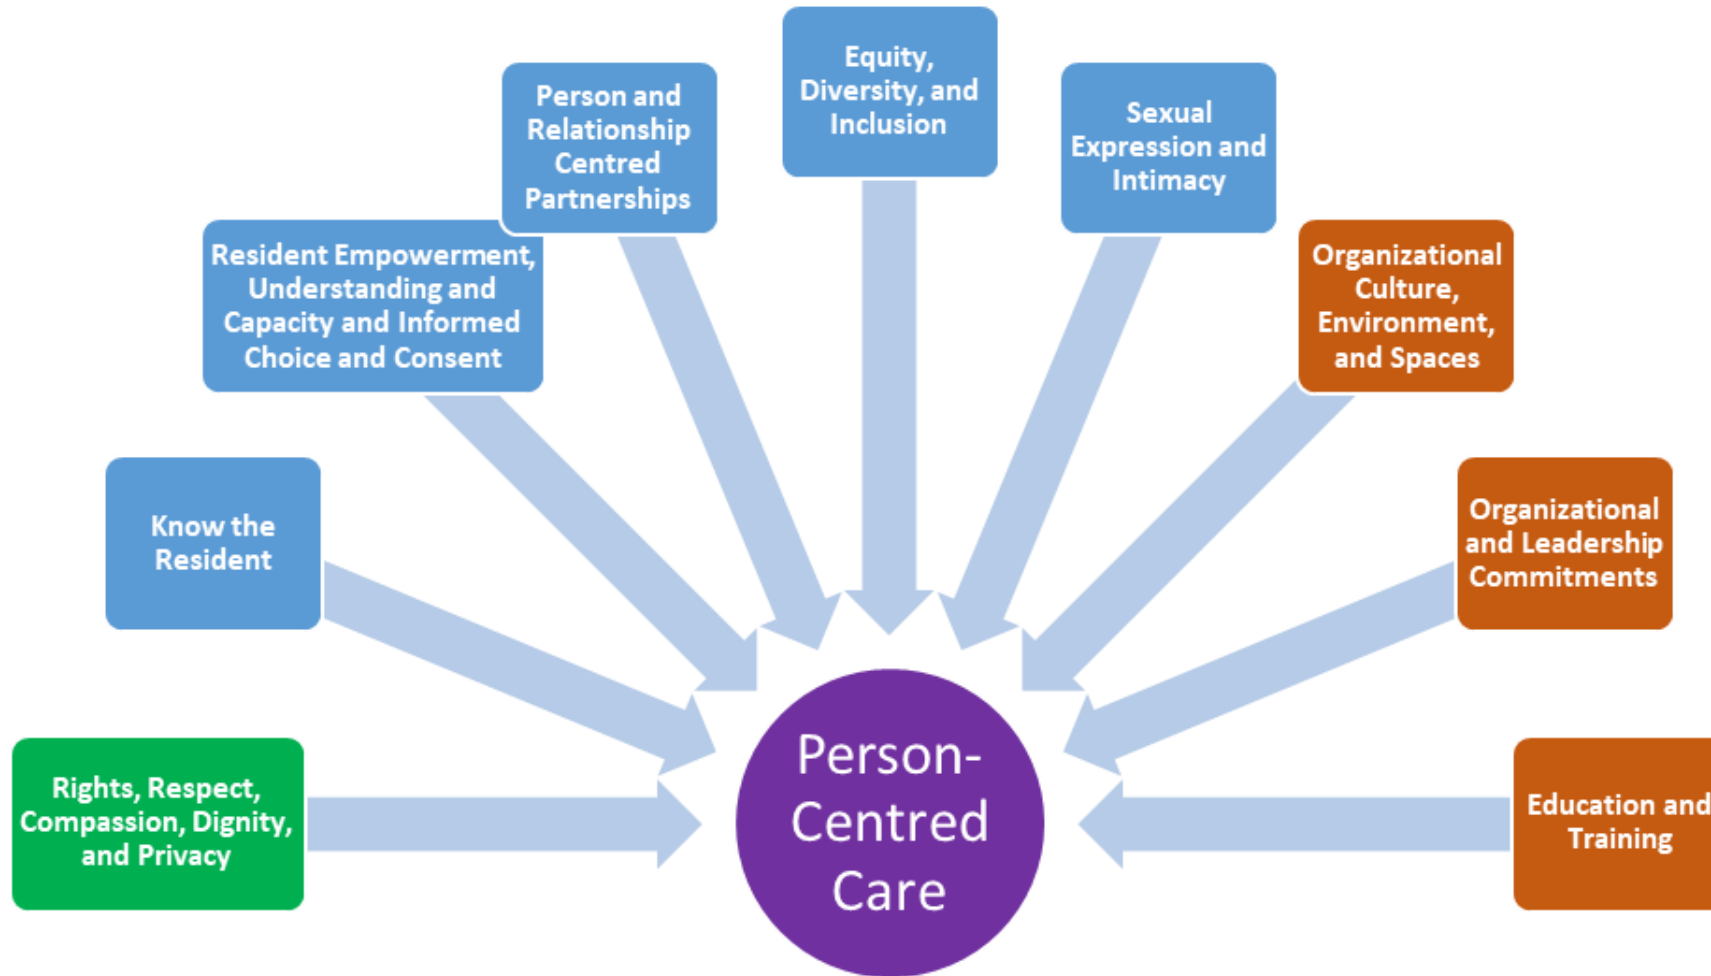 Equity,
Diversity, and
Inclusion
Person and
Relationship
Centred
Partnerships
Sexual
Expression and
Intimacy
Resident Empowerment,
Understanding and
Capacity and Informed
Choice and Consent
Organizational
Culture,
Environment,
and Spaces
Know the
Resident
Organizational
and Leadership
Commitments
Rights, Respect,
Compassion, Dignity,
and Privacy
Person-
Centred
Care
Education and
Training